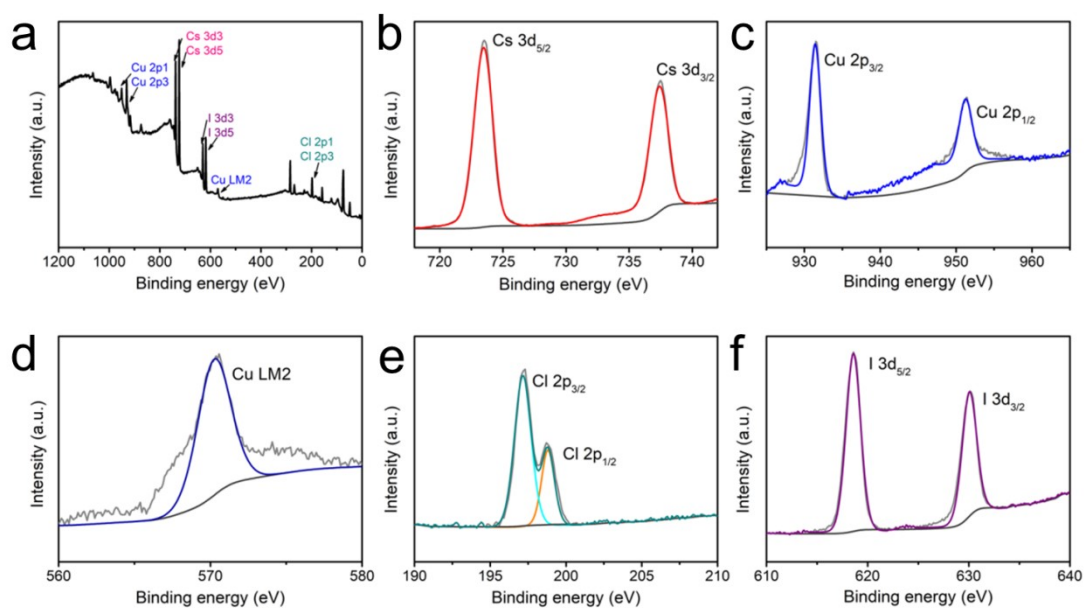 a
Cs 3d3
Cs 3d5
Cu 2p1
Cu 2p3
I 3d3
I 3d5
Cl 2p1
Cl 2p3
Cu LM2
Intensity (a.u.)
1200 1000 800 600 400 200 0
Binding energy (eV)
b
Cs 3d5/2
Cs 3d3/2
Intensity (a.u.)
720 725 730 735 740
Binding energy (eV)
c
Cu 2p3/2
Cu 2p1/2
Intensity (a.u.)
930 940 950 960
Binding energy (eV)
d
Cu LM2
Intensity (a.u.)
560 570 580
Binding energy (eV)
e
Cl 2p3/2
Cl 2p1/2
Intensity (a.u.)
190 195 200 205 210
Binding energy (eV)
f
I 3d5/2
I 3d3/2
Intensity (a.u.)
610 620 630 640
Binding energy (eV)